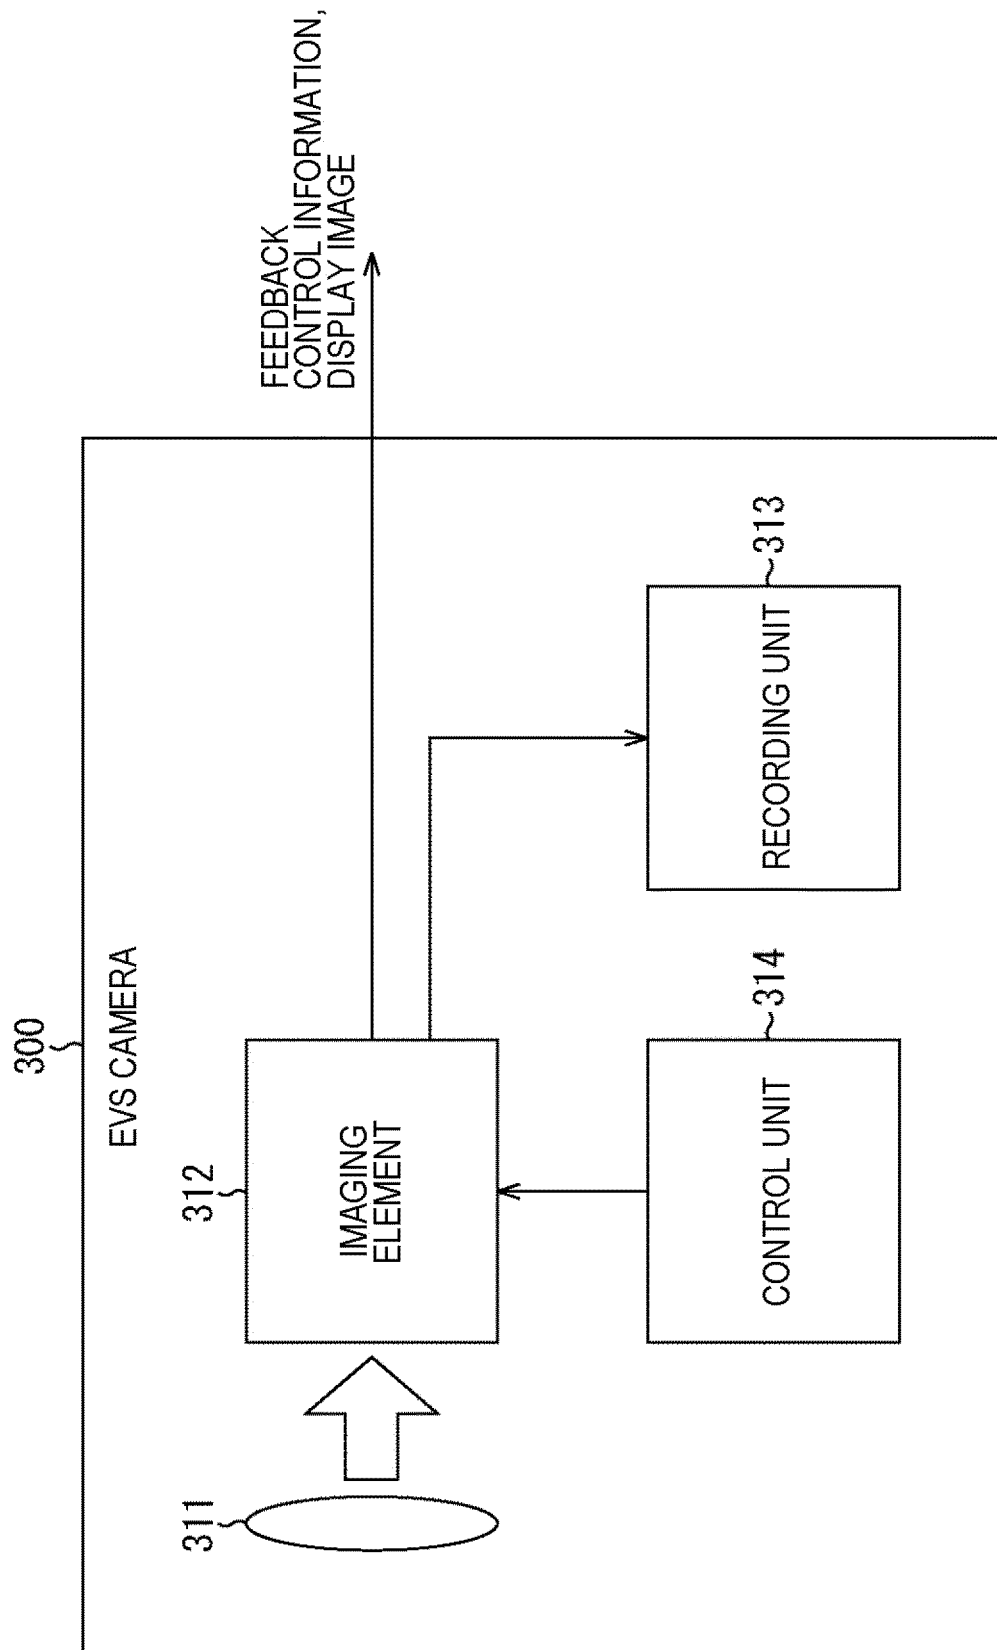 300
EVS CAMERA
311
312
IMAGING
ELEMENT
FEEDBACK
CONTROL INFORMATION,
DISPLAY IMAGE
314
CONTROL UNIT
313
RECORDING UNIT